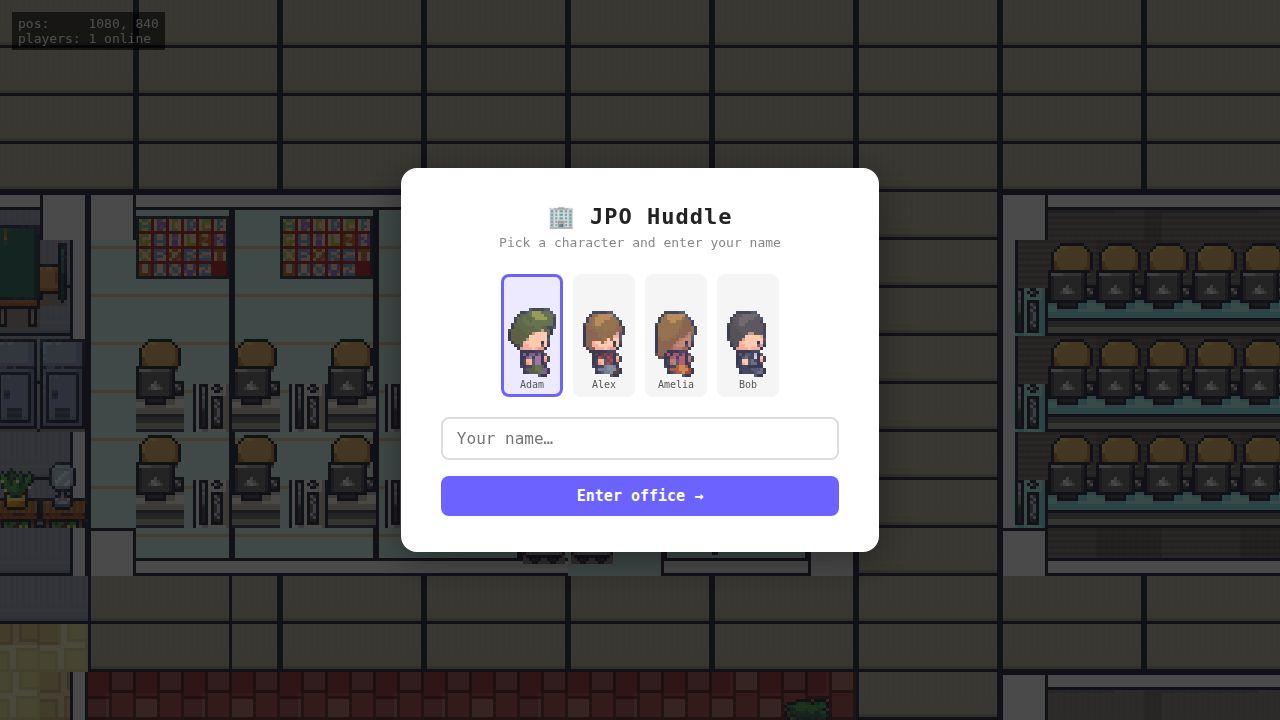 pos: 1080, 840
players: 1 online
🏢 JPO Huddle
Pick a character and enter your name
Adam
Alex
Amelia
Bob
Your name…
Enter office →